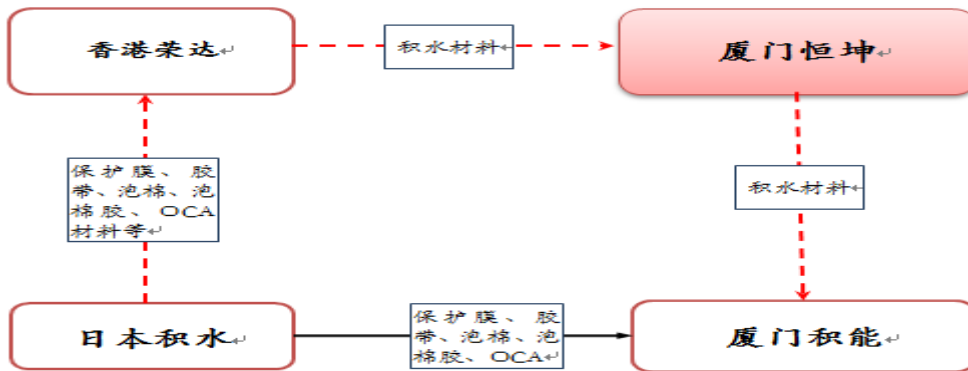 香港荣达
积水材料
厦门恒坤
保护膜、胶
带、泡棉、泡
棉胶、OCA
材料等
积水材料
日本积水
保护膜、胶
带、泡棉、泡
棉胶、OCA
厦门积能